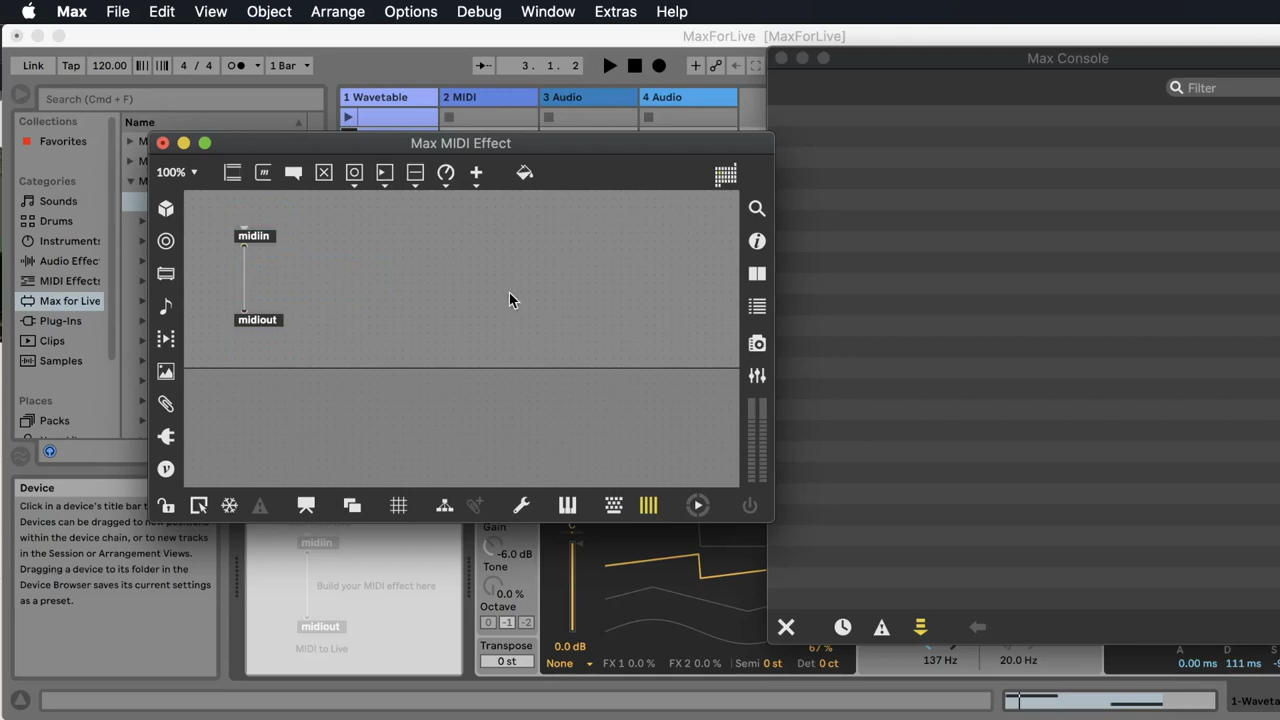 Max File Edit View Object Arrange Options Debug Window Extras Help
MaxForLive [MaxForLive]
Max Console
Link Tap 120.00 4 / 4 1 Bar 3. 1. 2
Filter
Search (Cmd + F)
1 Wavetable 2 MIDI 3 Audio 4 Audio
Collections
Name
Favorites
Max MIDI Effect
100%
Categories
Sounds
Drums
Instruments
Audio Effec
MIDI Effects
Max for Live
Plug-Ins
Clips
Samples
Places
Packs
midiin
midiout
Device
Click in a device's title bar t
Devices can be dragged to new positions
within the device chain, or to new tracks
in the Session or Arrangement Views.
Dragging a device to its folder in the
Device Browser saves its current settings
as a preset.
midiin
Build your MIDI effect here
midiout
MIDI to Live
Gain
-6.0 dB
Tone
0.0 %
Octave
0 -1 -2
Transpose
0 st
C
0.0 dB
None FX 1 0.0 % FX 2 0.0 % Semi 0 st Det 0 ct
67 %
137 Hz 20.0 Hz
A D S
0.00 ms 111 ms
1-Waveta